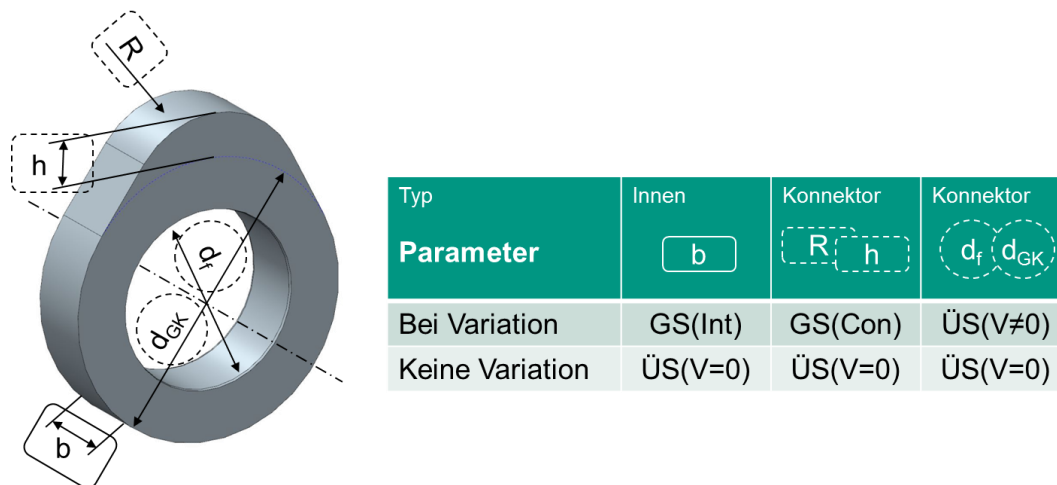 R
h
d_f
d_GK
b
Typ Innen Konnektor Konnektor
Parameter b R h d_f d_GK
Bei Variation GS(Int) GS(Con) ÜS(V≠0)
Keine Variation ÜS(V=0) ÜS(V=0) ÜS(V=0)